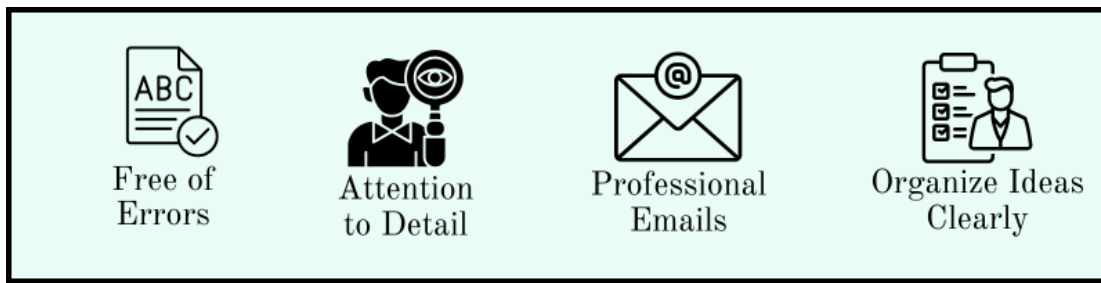 ABC
Free of
Errors
Attention
to Detail
@
Professional
Emails
Organize Ideas
Clearly